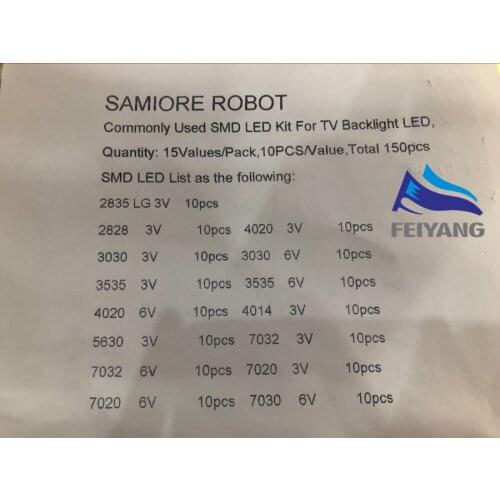 SAMIORE ROBOT
Commonly Used SMD LED Kit For TV Backlight LED,
Quantity: 15Values/Pack,10PCS/Value,Total 150pcs
SMD LED List as the following:
2835 LG 3V 10pcs
2828 3V 10pcs 4020 3V 10pcs
3030 3V 10pcs 3030 6V 10pcs
3535 3V 10pcs 3535 6V 10pcs
4020 6V 10pcs 4014 3V 10pcs
5630 3V 10pcs 7032 3V 10pcs
7032 6V 10pcs 7020 3V 10pcs
7020 6V 10pcs 7030 6V 10pcs
FEIYANG